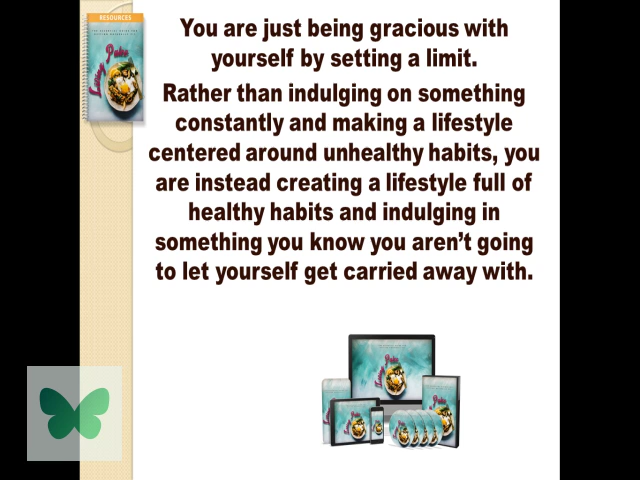 RESOURCES
Living Paleo
You are just being gracious with
yourself by setting a limit.
Rather than indulging on something
constantly and making a lifestyle
centered around unhealthy habits, you
are instead creating a lifestyle full of
healthy habits and indulging in
something you know you aren’t going
to let yourself get carried away with.